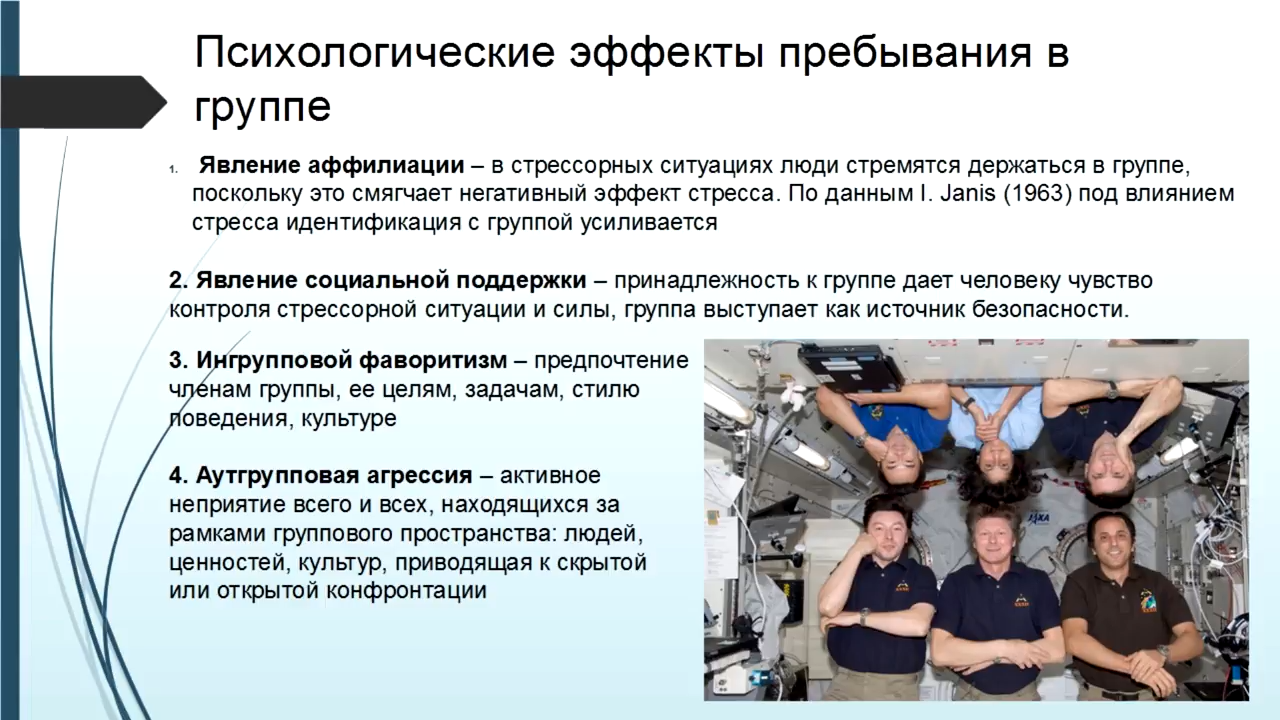 Психологические эффекты пребывания в
группе
1. Явление аффилиации – в стрессорных ситуациях люди стремятся держаться в группе,
поскольку это смягчает негативный эффект стресса. По данным I. Janis (1963) под влиянием
стресса идентификация с группой усиливается
2. Явление социальной поддержки – принадлежность к группе дает человеку чувство
контроля стрессорной ситуации и силы, группа выступает как источник безопасности.
3. Ингрупповой фаворитизм – предпочтение
членам группы, ее целям, задачам, стилю
поведения, культуре
4. Аутгрупповая агрессия – активное
неприятие всего и всех, находящихся за
рамками группового пространства: людей,
ценностей, культур, приводящая к скрытой
или открытой конфронтации